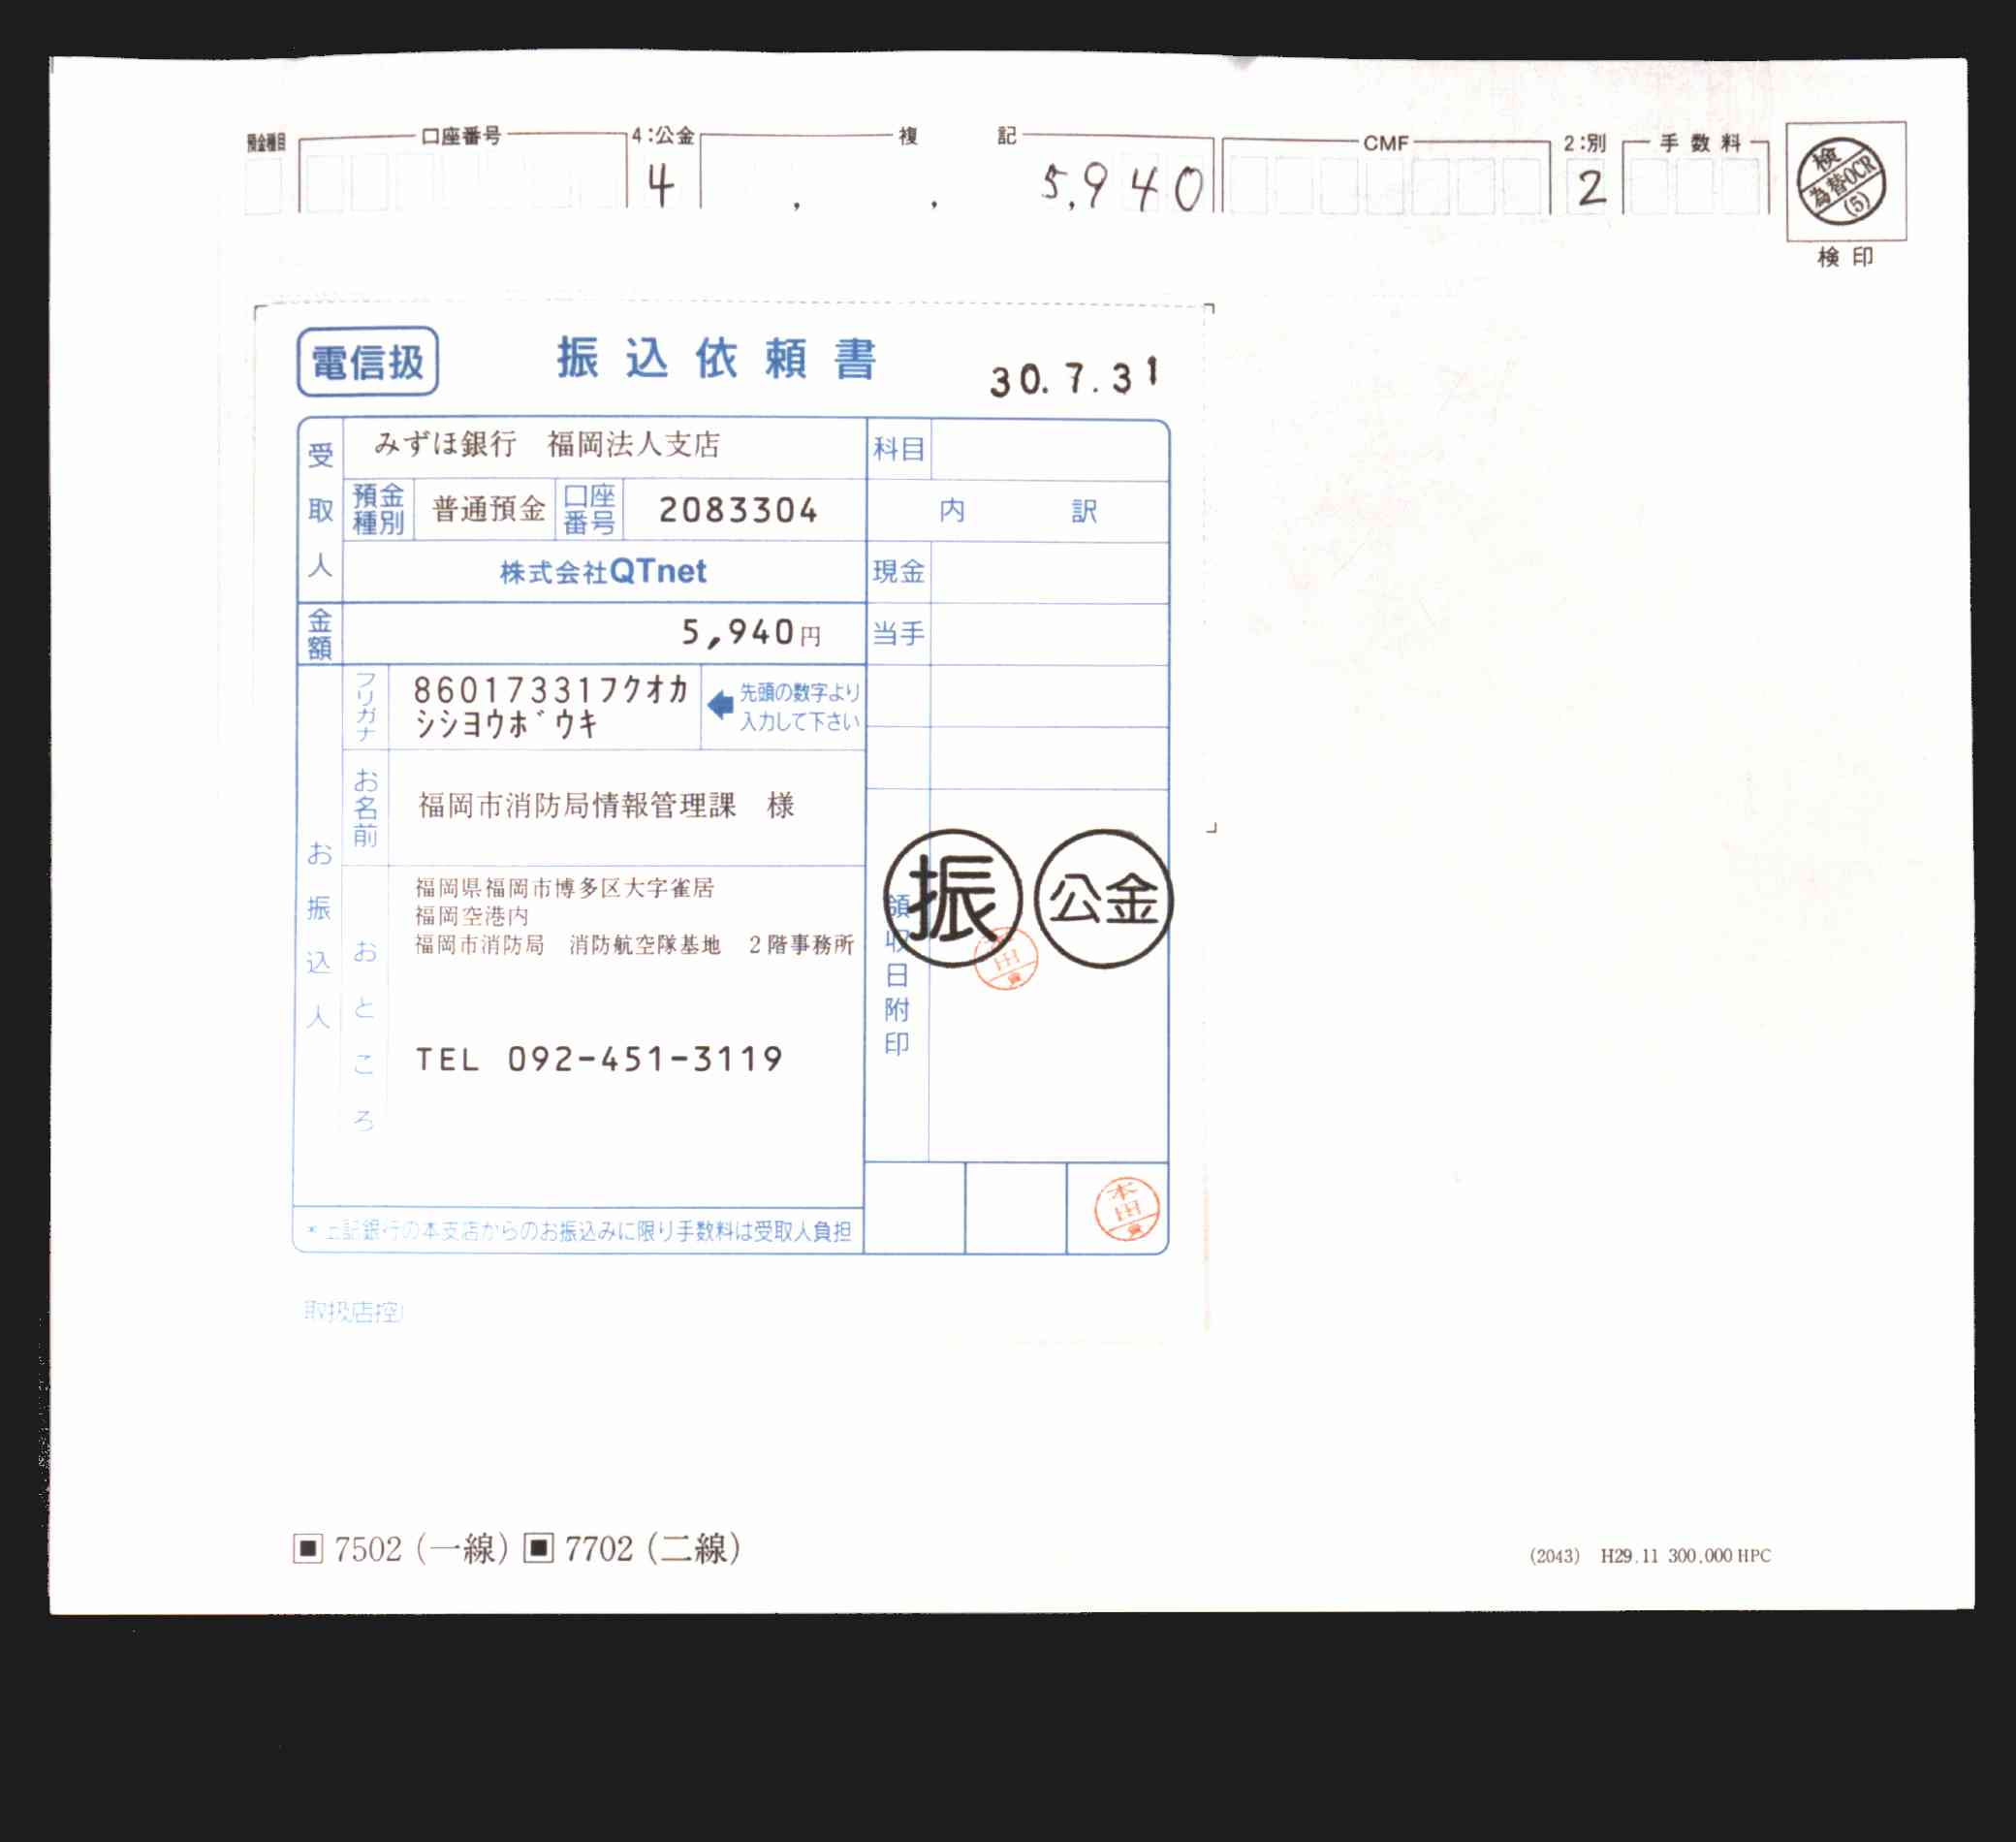 預金種目 口座番号 4:公金 複 記 CMF 2:別 手数料
4 5,940 2
検
為替OCR
(5)
検印
電信扱 振込依頼書 30.7.31
受取人 みずほ銀行 福岡法人支店 科目
預金種別 普通預金 口座番号 2083304 内訳
株式会社QTnet 現金
金額 5,940円 当手
お振込人
フリガナ 860173317フクオカ
シシヨウボウキ
先頭の数字より
入力して下さい
お名前 福岡市消防局情報管理課 様
おところ 福岡県福岡市博多区大字雀居
福岡空港内
福岡市消防局 消防航空隊基地 2階事務所
TEL 092-451-3119
領収日附印
振 公金
*上記銀行の本支店からのお振込みに限り手数料は受取人負担
取扱店控
7502(一線) 7702(二線)
(2043) H29.11 300.000 HPC